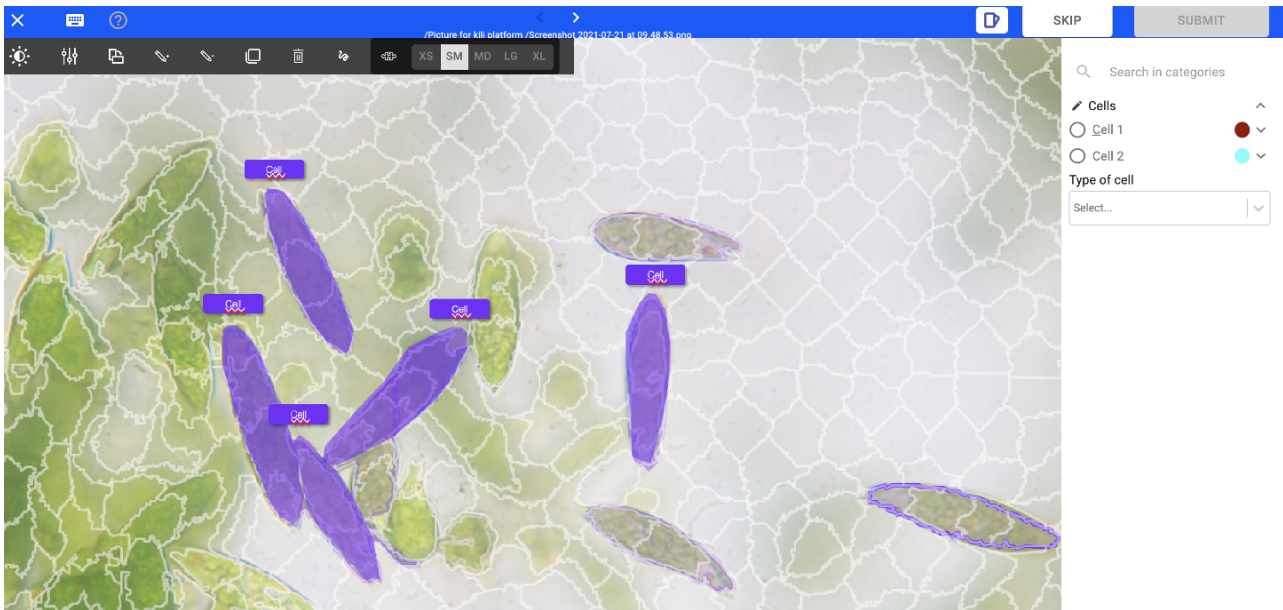 SKIP
SUBMIT
/Picture for kili platform /Screenshot 2021-07-21 at 09.48.53.png
XS SM MD LG XL
Search in categories
Cells
Cell 1
Cell 2
Type of cell
Select...
Cell
Cell
Cell
Cell
Cell